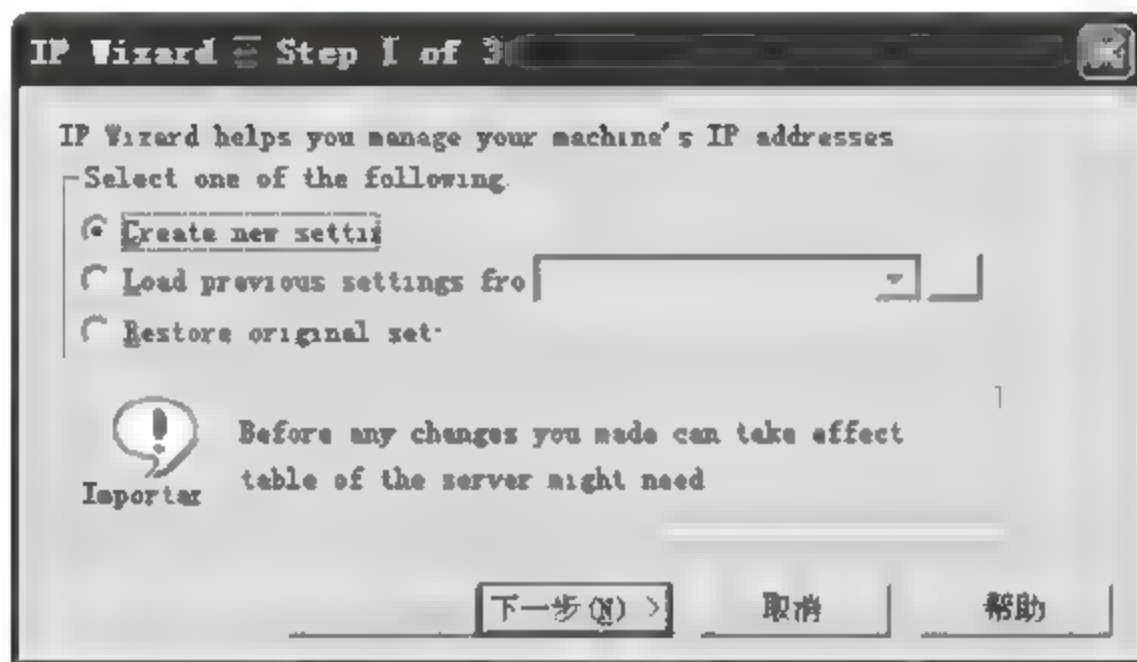 IP Wizard - Step 1 of 3
IP Wizard helps you manage your machine's IP addresses
Select one of the following
Create new settin
Load previous settings fro
Restore original set
Before any changes you made can take effect
table of the server might need
Importan
下一步(N) > 取消 帮助